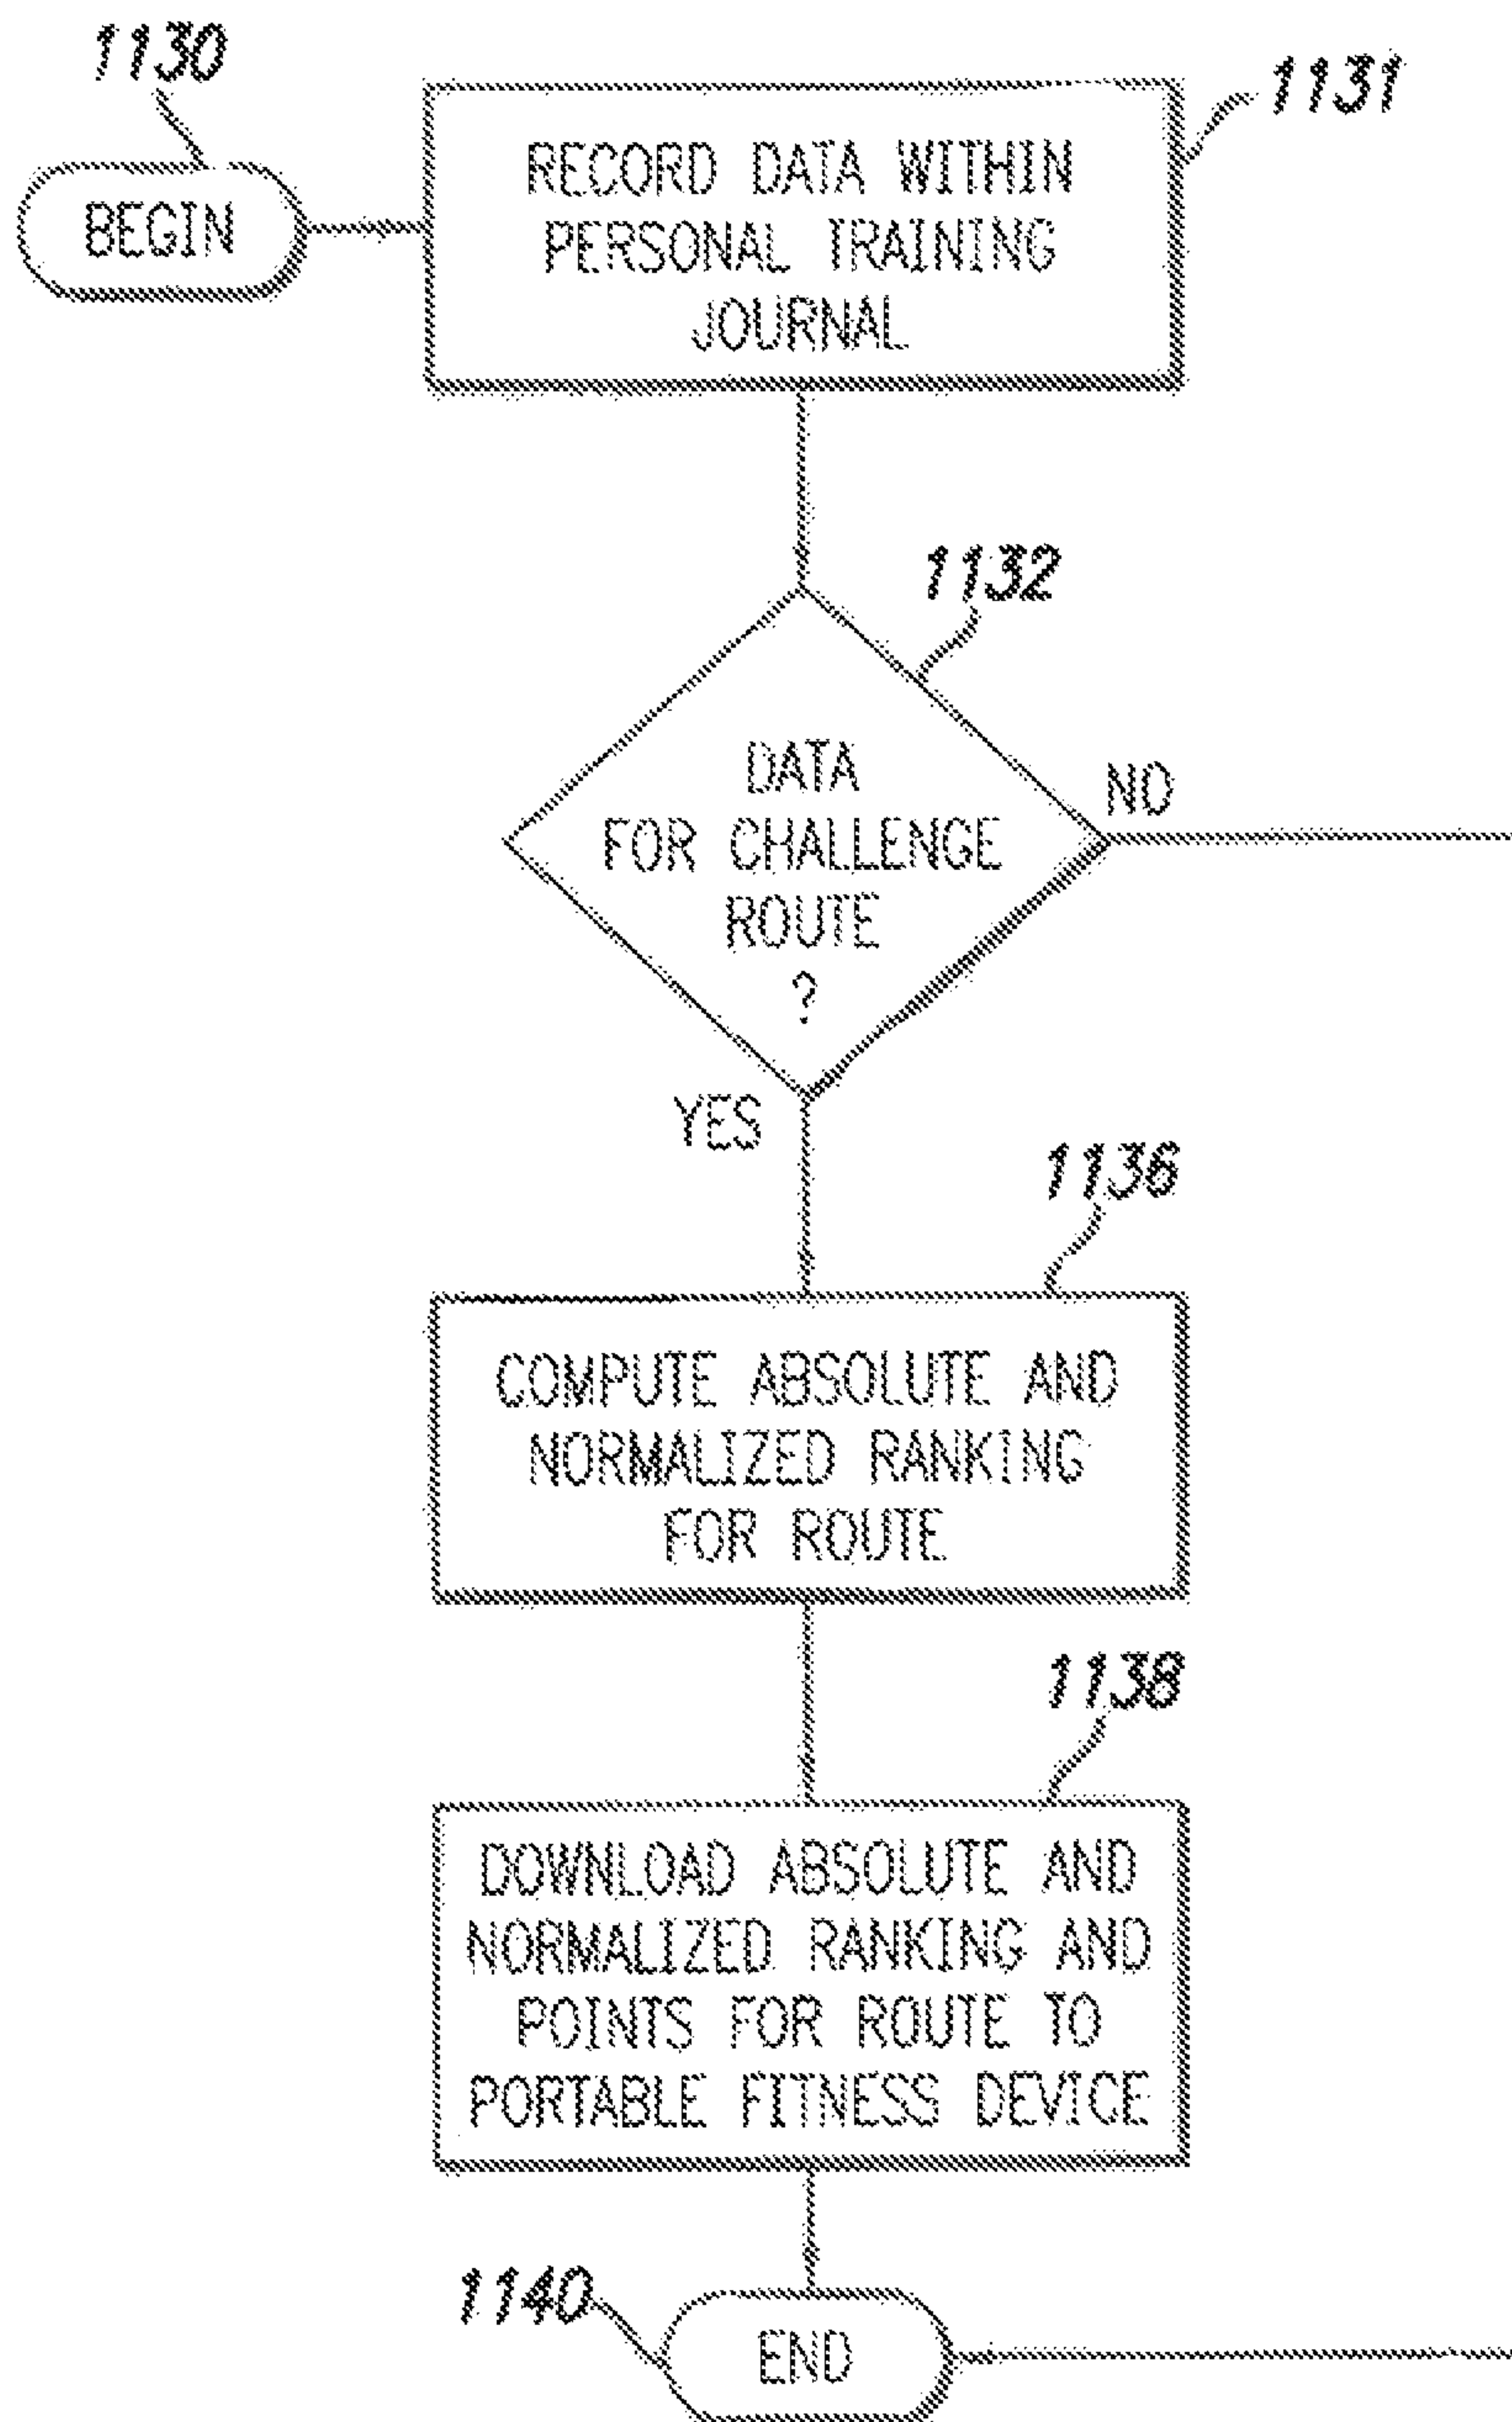 1130
BEGIN
1131
RECORD DATA WITHIN
PERSONAL TRAINING
JOURNAL
1132
DATA
FOR CHALLENGE
ROUTE
?
NO
YES
1136
COMPUTE ABSOLUTE AND
NORMALIZED RANKING
FOR ROUTE
1138
DOWNLOAD ABSOLUTE AND
NORMALIZED RANKING AND
POINTS FOR ROUTE TO
PORTABLE FITNESS DEVICE
1140
END